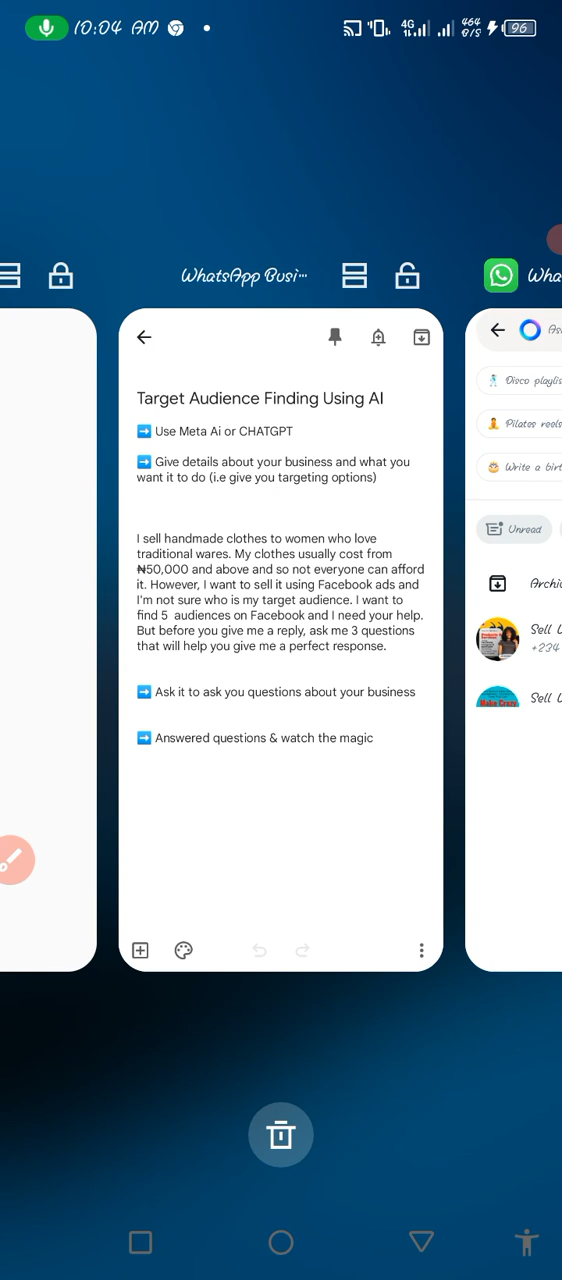 10:04 AM
4G
464
B/S
96
WhatsApp Busi...
Wha
Target Audience Finding Using AI
➡️ Use Meta Ai or CHATGPT
➡️ Give details about your business and what you
want it to do (i.e give you targeting options)
I sell handmade clothes to women who love
traditional wares. My clothes usually cost from
₦50,000 and above and so not everyone can afford
it. However, I want to sell it using Facebook ads and
I'm not sure who is my target audience. I want to
find 5  audiences on Facebook and I need your help.
But before you give me a reply, ask me 3 questions
that will help you give me a perfect response.
➡️ Ask it to ask you questions about your business
➡️ Answered questions & watch the magic
As
Disco playlis
Pilates reels
Write a birt
Unread
Archi
Sell U
+234
Sell U
Make Crazy